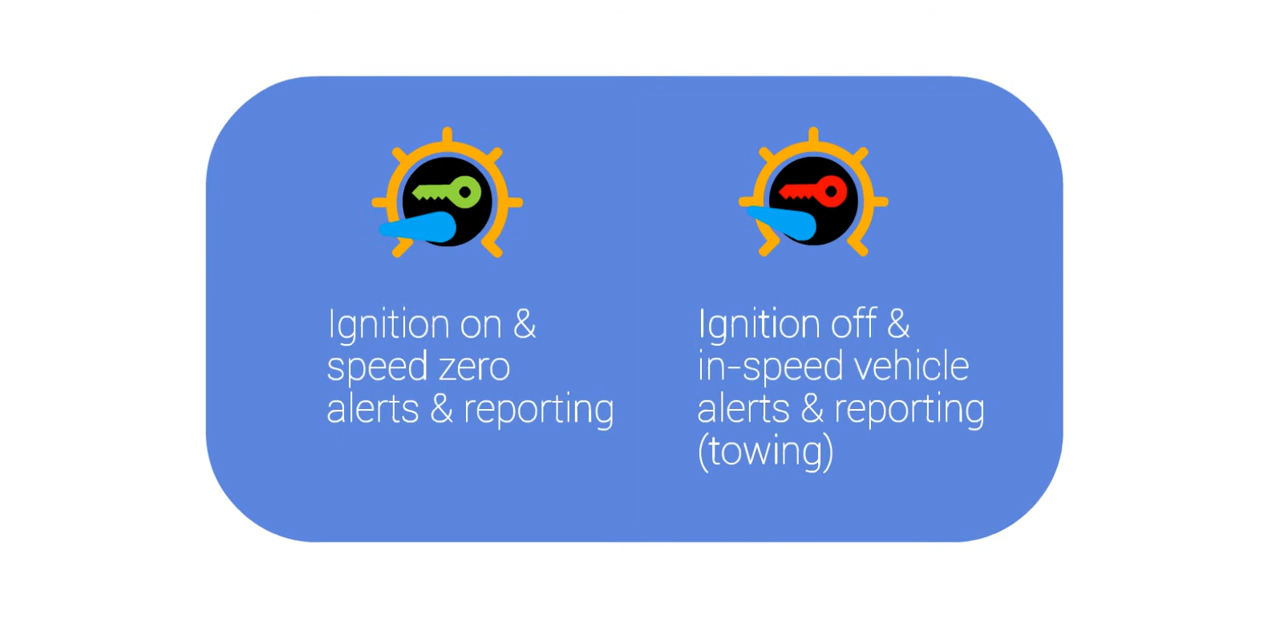 Ignition on &
speed zero
alerts & reporting
Ignition off &
in-speed vehicle
alerts & reporting
(towing)